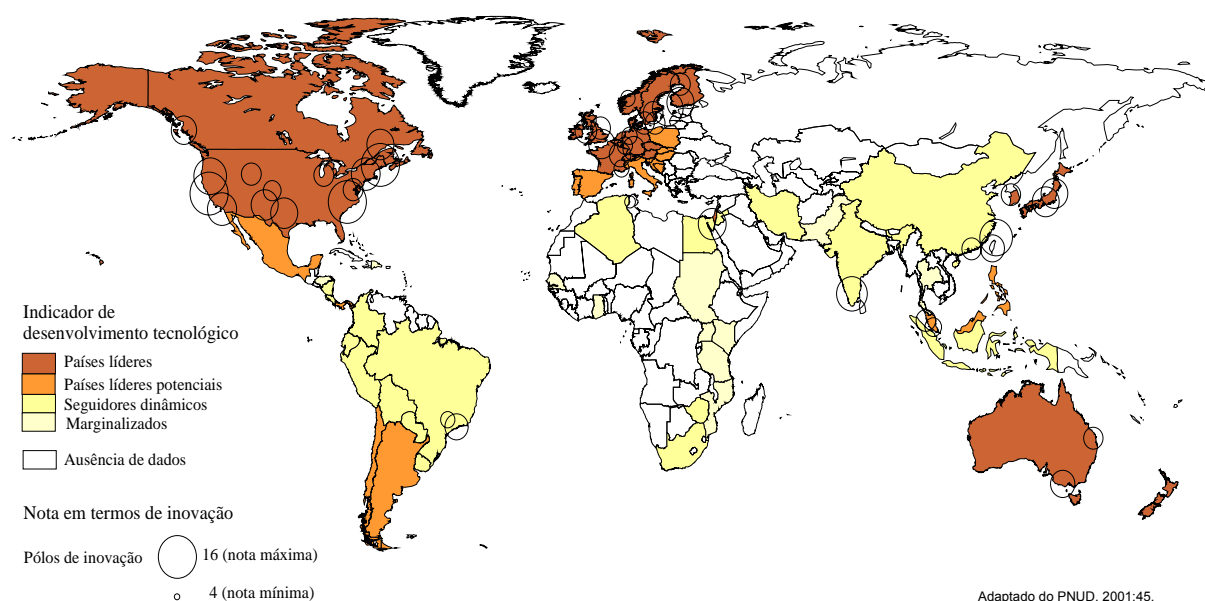 Indicador de
desenvolvimento tecnológico
Países líderes
Países líderes potenciais
Seguidores dinâmicos
Marginalizados
Ausência de dados
Nota em termos de inovação
Pólos de inovação
16 (nota máxima)
4 (nota mínima)
Adaptado do PNUD, 2001:45.